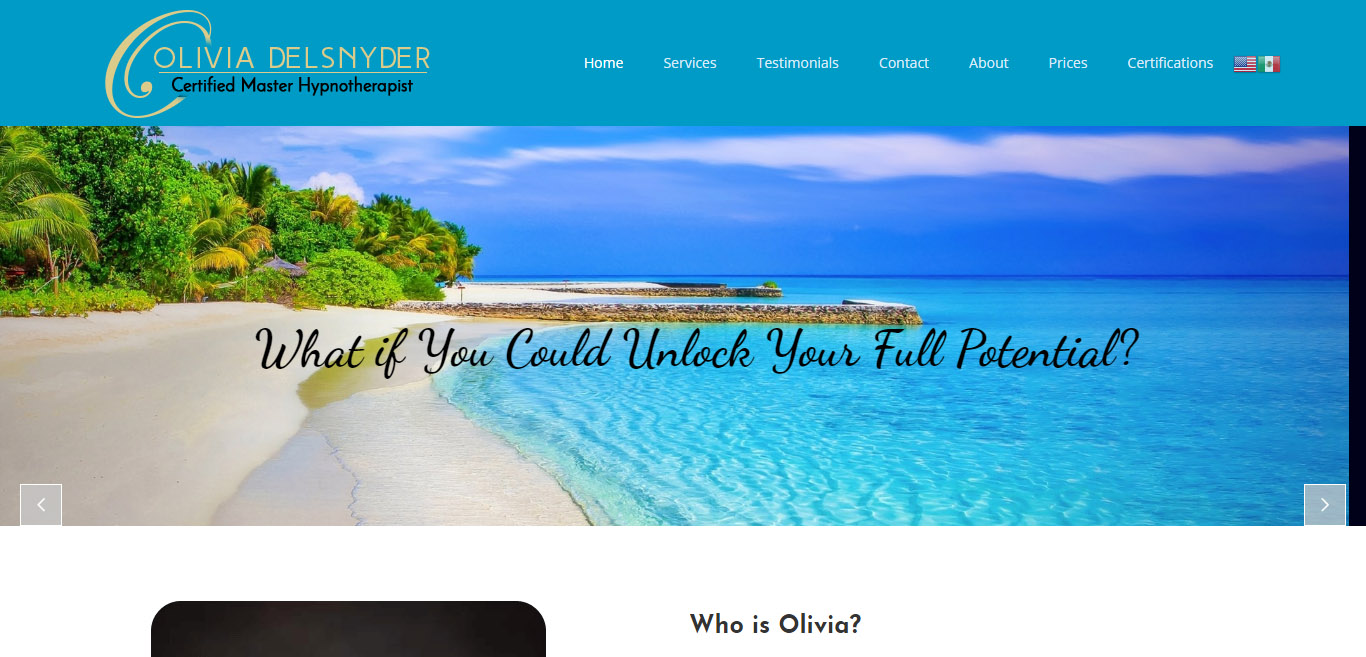 OLIVIA DELSNYDER
Certified Master Hypnotherapist
Home Services Testimonials Contact About Prices Certifications
What if You Could Unlock Your Full Potential?
Who is Olivia?